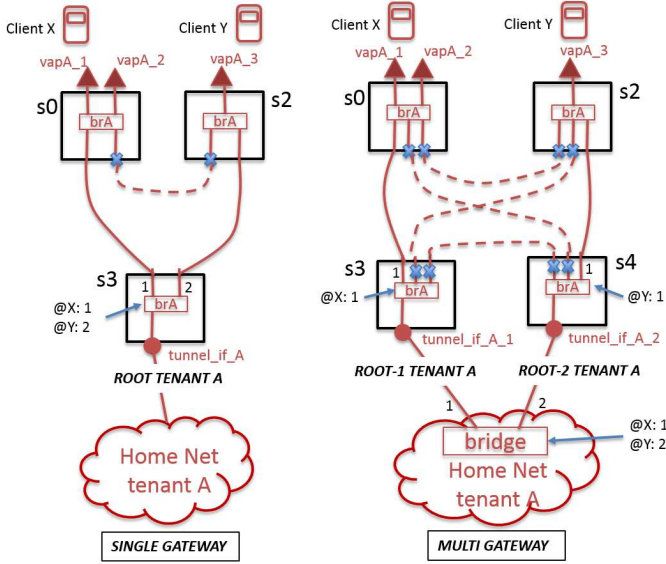 Client X
Client Y
vapA_1
vapA_2
vapA_3
s0
s2
brA
brA
s3
1
2
brA
@X: 1
@Y: 2
tunnel_if_A
ROOT TENANT A
Home Net
tenant A
SINGLE GATEWAY
Client X
Client Y
vapA_1
vapA_2
vapA_3
s0
s2
brA
brA
s3
s4
1
1
brA
brA
@X: 1
@Y: 1
tunnel_if_A_1
tunnel_if_A_2
ROOT-1 TENANT A
ROOT-2 TENANT A
1
2
bridge
@X: 1
@Y: 2
Home Net
tenant A
MULTI GATEWAY